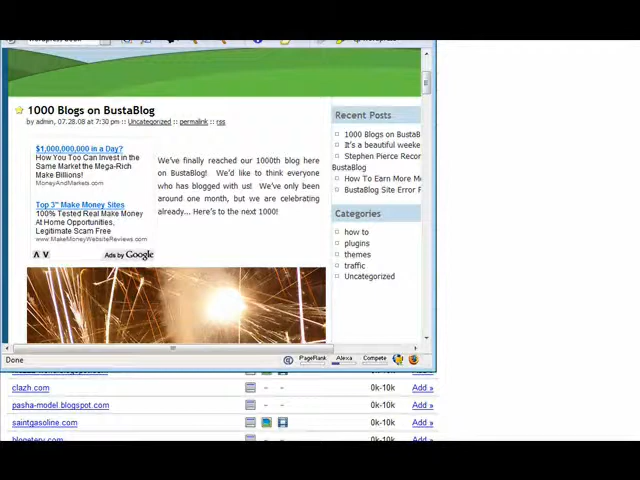 1000 Blogs on BustaBlog
by admin, 07.28.08 at 7:30 pm :: Uncategorized :: permalink :: rss
$1,000,000,000 in a Day?
How You Too Can Invest in the
Same Market the Mega-Rich
Make Billions!
MoneyAndMarkets.com
Top 3" Make Money Sites
100% Tested Real Make Money
At Home Opportunities,
Legitimate Scam Free
www.MakeMoneyWebsiteReviews.com
Ads by Google
We've finally reached our 1000th blog here
on BustaBlog! We'd like to think everyone
who has blogged with us! We've only been
around one month, but we are celebrating
already... Here's to the next 1000!
Recent Posts
1000 Blogs on BustaB
It's a beautiful weeke
Stephen Pierce Recor
BustaBlog
How To Earn More M
BustaBlog Site Error F
Categories
how to
plugins
themes
traffic
Uncategorized
Done
PageRank
Alexa
Compete
clazh.com – – 0k-10k Add »
pasha-model.blogspot.com – – 0k-10k Add »
saintgasoline.com 0k-10k Add »
0k-10k Add »